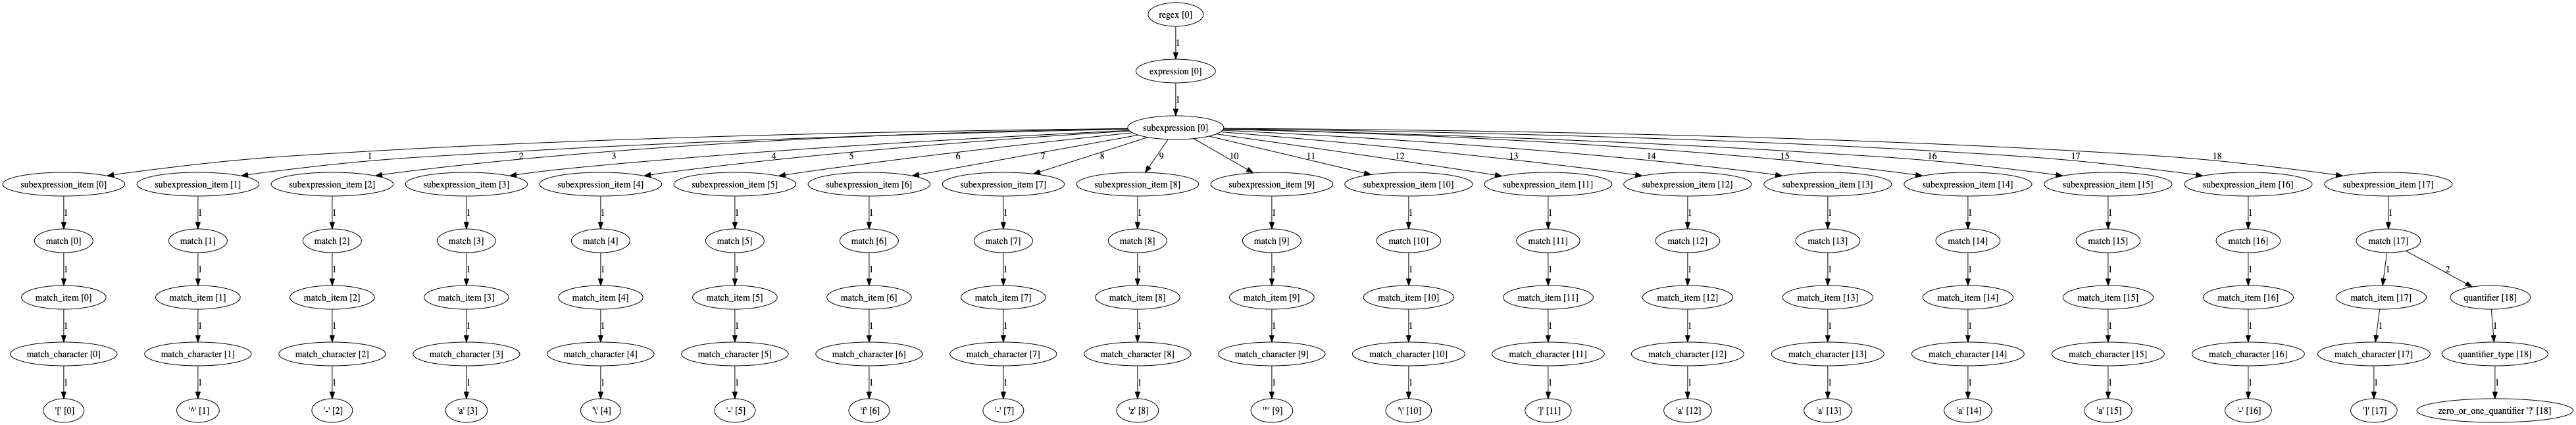 regex [0]
1
expression [0]
1
subexpression [0]
1 2 3 4 5 6 7 8 9 10 11 12 13 14 15 16 17 18
subexpression_item [0] subexpression_item [1] subexpression_item [2] subexpression_item [3] subexpression_item [4] subexpression_item [5] subexpression_item [6] subexpression_item [7] subexpression_item [8] subexpression_item [9] subexpression_item [10] subexpression_item [11] subexpression_item [12] subexpression_item [13] subexpression_item [14] subexpression_item [15] subexpression_item [16] subexpression_item [17]
1 1 1 1 1 1 1 1 1 1 1 1 1 1 1 1 1 1
match [0] match [1] match [2] match [3] match [4] match [5] match [6] match [7] match [8] match [9] match [10] match [11] match [12] match [13] match [14] match [15] match [16] match [17]
1 1 1 1 1 1 1 1 1 1 1 1 1 1 1 1 1 1 2
match_item [0] match_item [1] match_item [2] match_item [3] match_item [4] match_item [5] match_item [6] match_item [7] match_item [8] match_item [9] match_item [10] match_item [11] match_item [12] match_item [13] match_item [14] match_item [15] match_item [16] match_item [17] quantifier [18]
1 1 1 1 1 1 1 1 1 1 1 1 1 1 1 1 1 1 1
match_character [0] match_character [1] match_character [2] match_character [3] match_character [4] match_character [5] match_character [6] match_character [7] match_character [8] match_character [9] match_character [10] match_character [11] match_character [12] match_character [13] match_character [14] match_character [15] match_character [16] match_character [17] quantifier_type [18]
1 1 1 1 1 1 1 1 1 1 1 1 1 1 1 1 1 1 1
'[' [0] '^' [1] '-' [2] 'a' [3] '\' [4] '-' [5] 'f' [6] '-' [7] 'z' [8] '"' [9] '\' [10] ']' [11] 'a' [12] 'a' [13] 'a' [14] 'a' [15] '-' [16] ']' [17] zero_or_one_quantifier '?' [18]